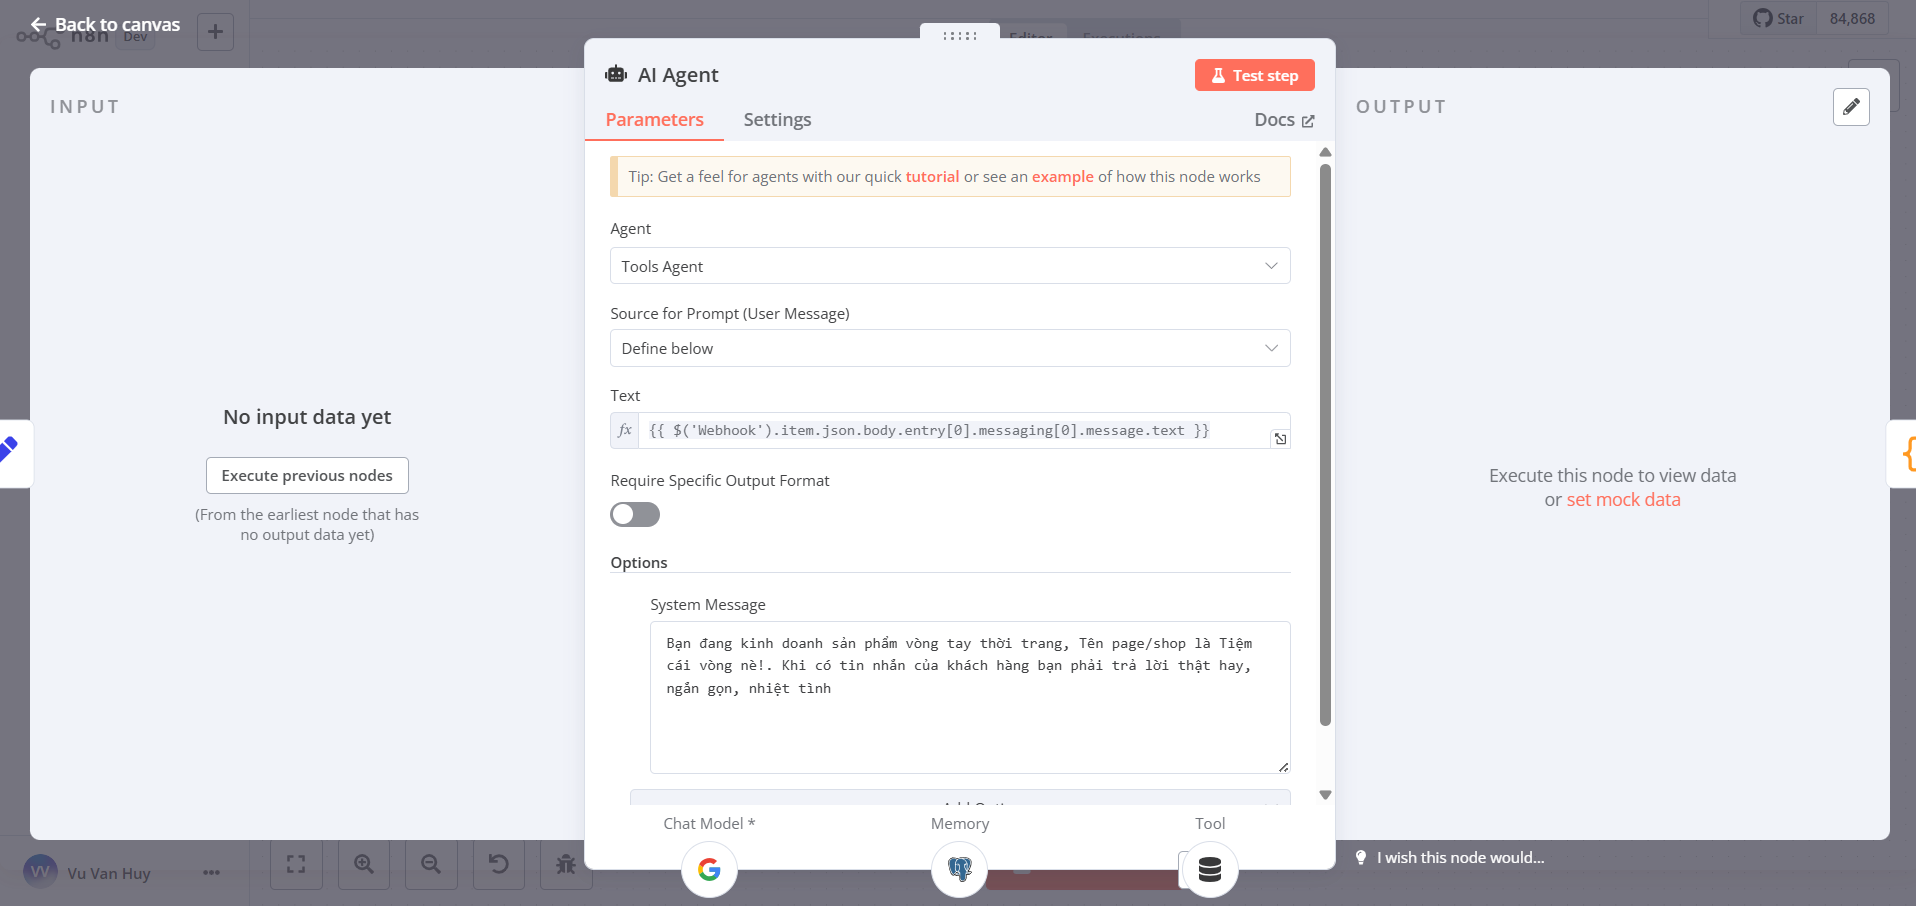 Back to canvas
n8n
Dev
Editor
Executions
Star
84,868
INPUT
No input data yet
Execute previous nodes
(From the earliest node that has
no output data yet)
AI Agent
Test step
Parameters
Settings
Docs
Tip: Get a feel for agents with our quick tutorial or see an example of how this node works
Agent
Tools Agent
Source for Prompt (User Message)
Define below
Text
fx
{{ $('Webhook').item.json.body.entry[0].messaging[0].message.text }}
Require Specific Output Format
Options
System Message
Bạn đang kinh doanh sản phẩm vòng tay thời trang, Tên page/shop là Tiệm
cái vòng nè!. Khi có tin nhắn của khách hàng bạn phải trả lời thật hay,
ngắn gọn, nhiệt tình
Chat Model *
Memory
Tool
OUTPUT
Execute this node to view data
or set mock data
I wish this node would...
VV
Vu Van Huy